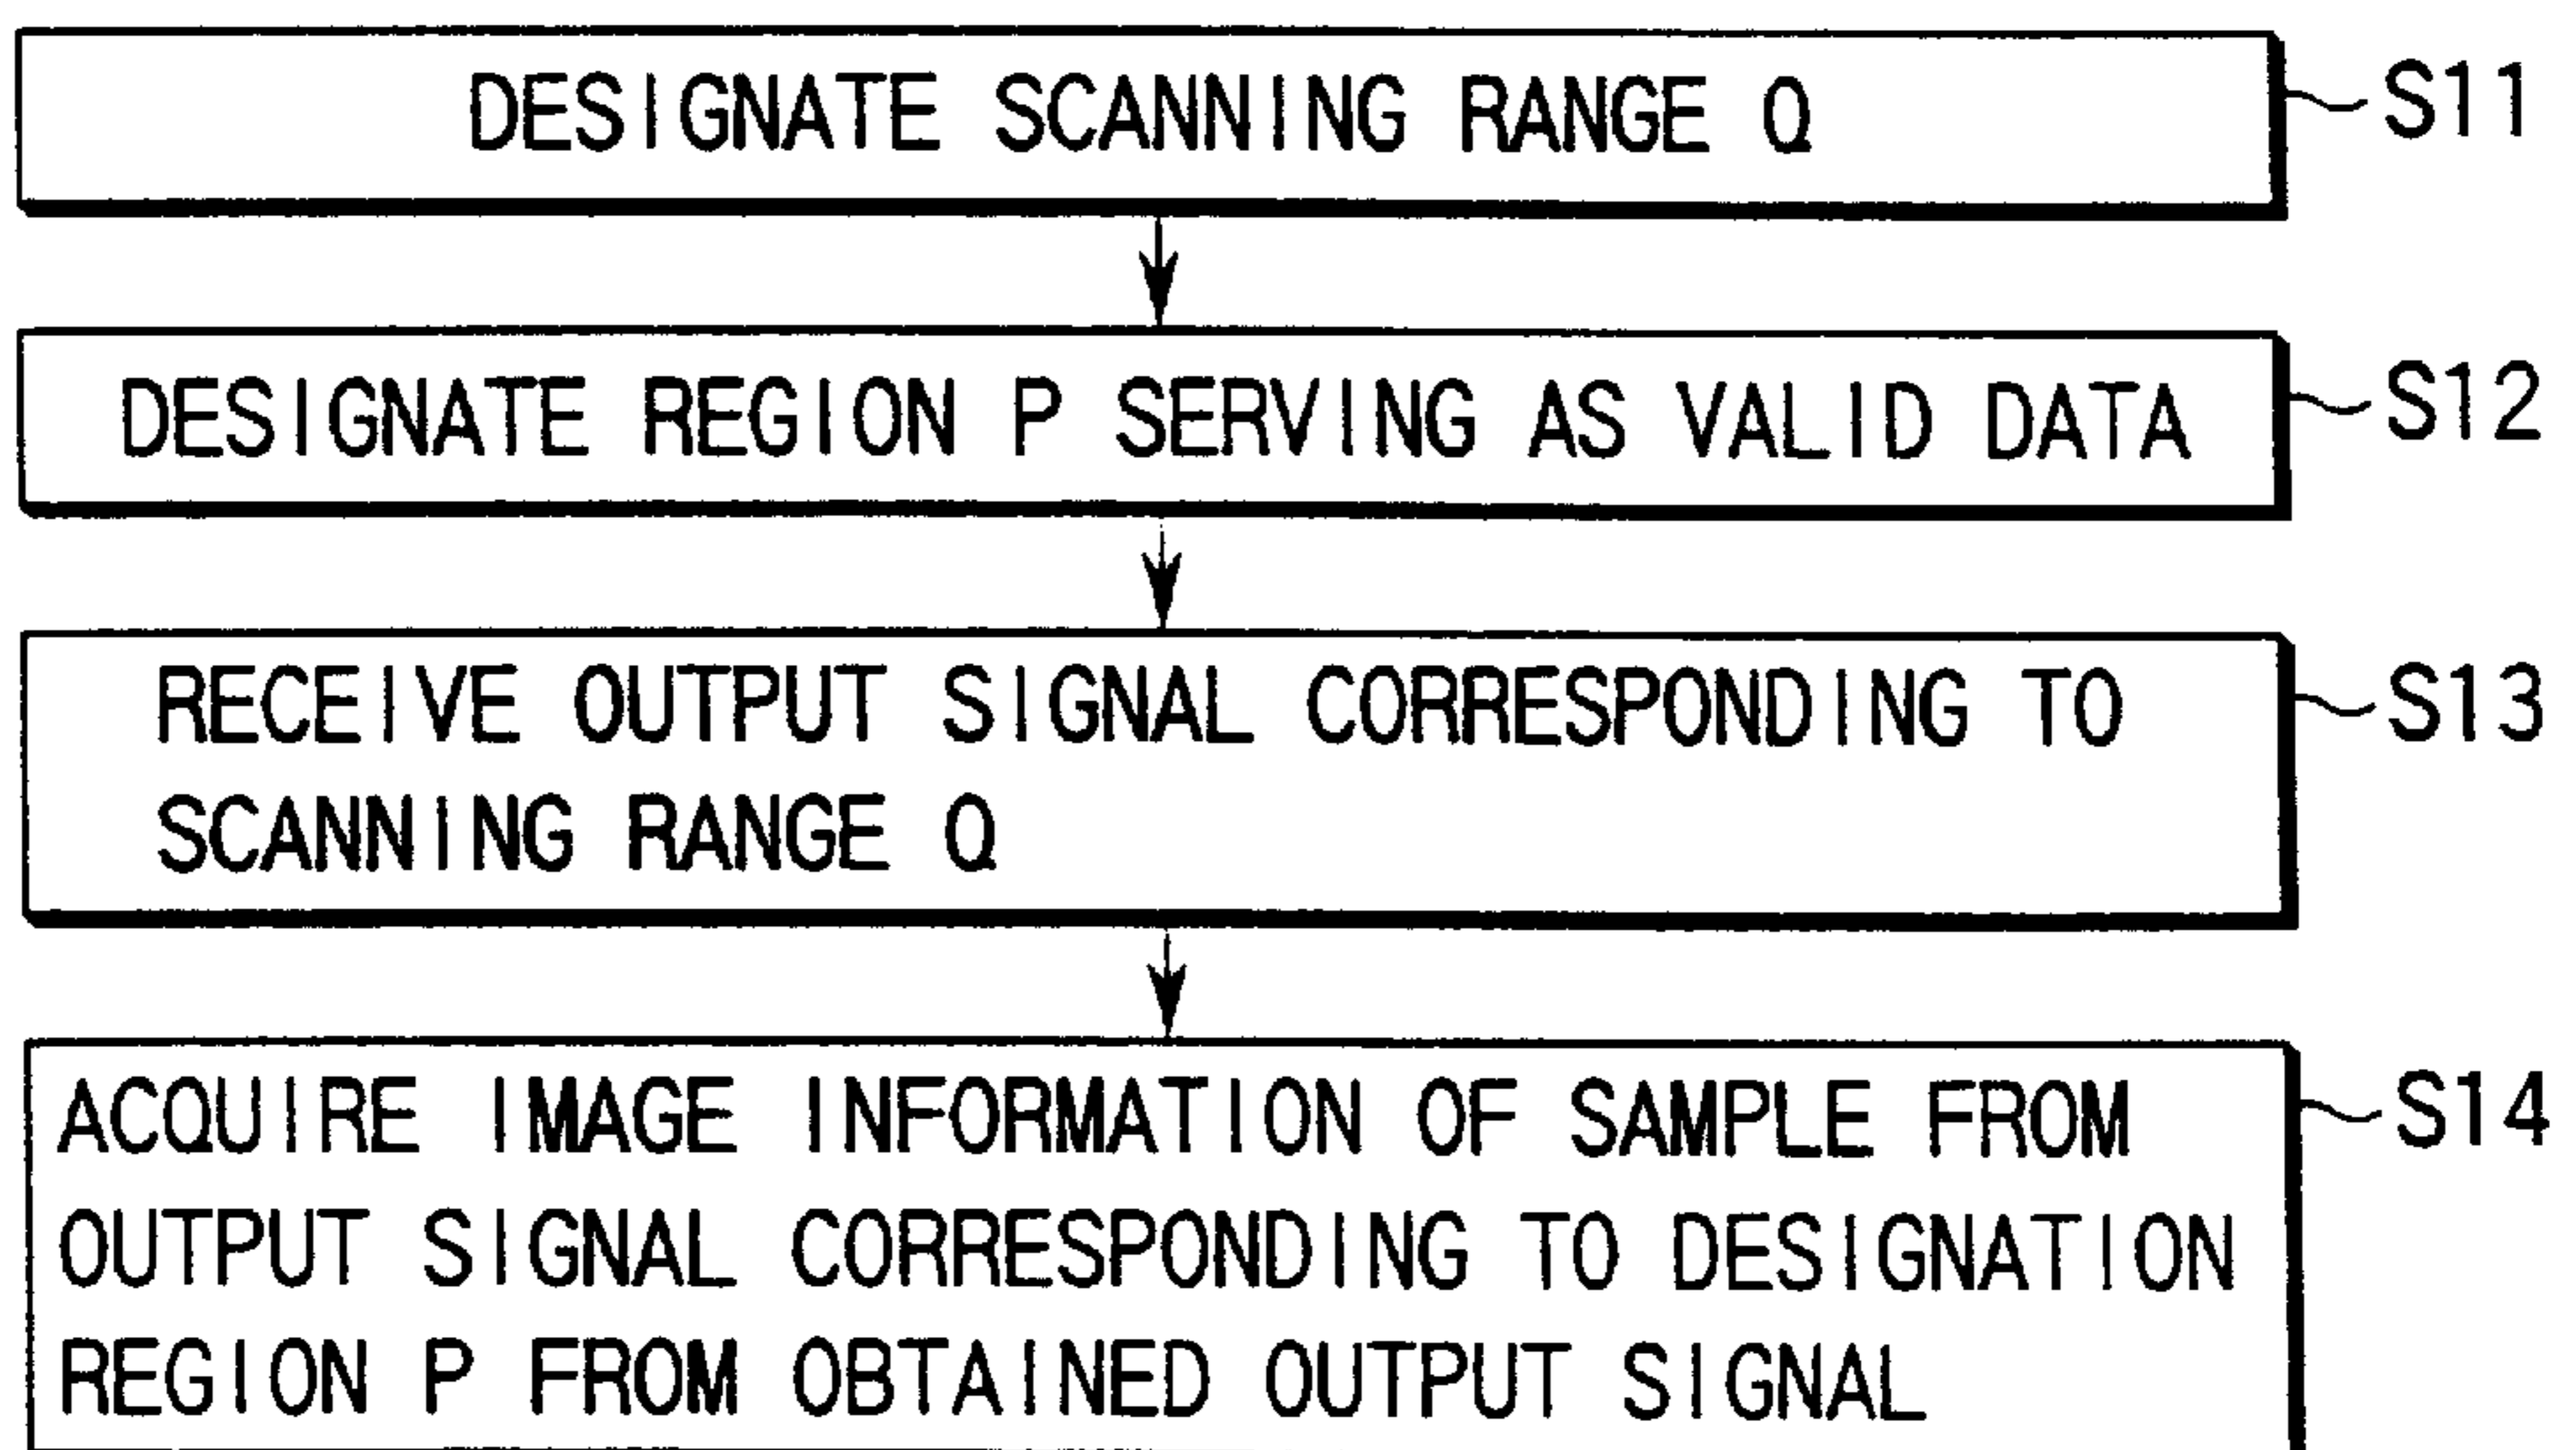 DESIGNATE SCANNING RANGE Q
S11
DESIGNATE REGION P SERVING AS VALID DATA
S12
RECEIVE OUTPUT SIGNAL CORRESPONDING TO
SCANNING RANGE Q
S13
ACQUIRE IMAGE INFORMATION OF SAMPLE FROM
OUTPUT SIGNAL CORRESPONDING TO DESIGNATION
REGION P FROM OBTAINED OUTPUT SIGNAL
S14